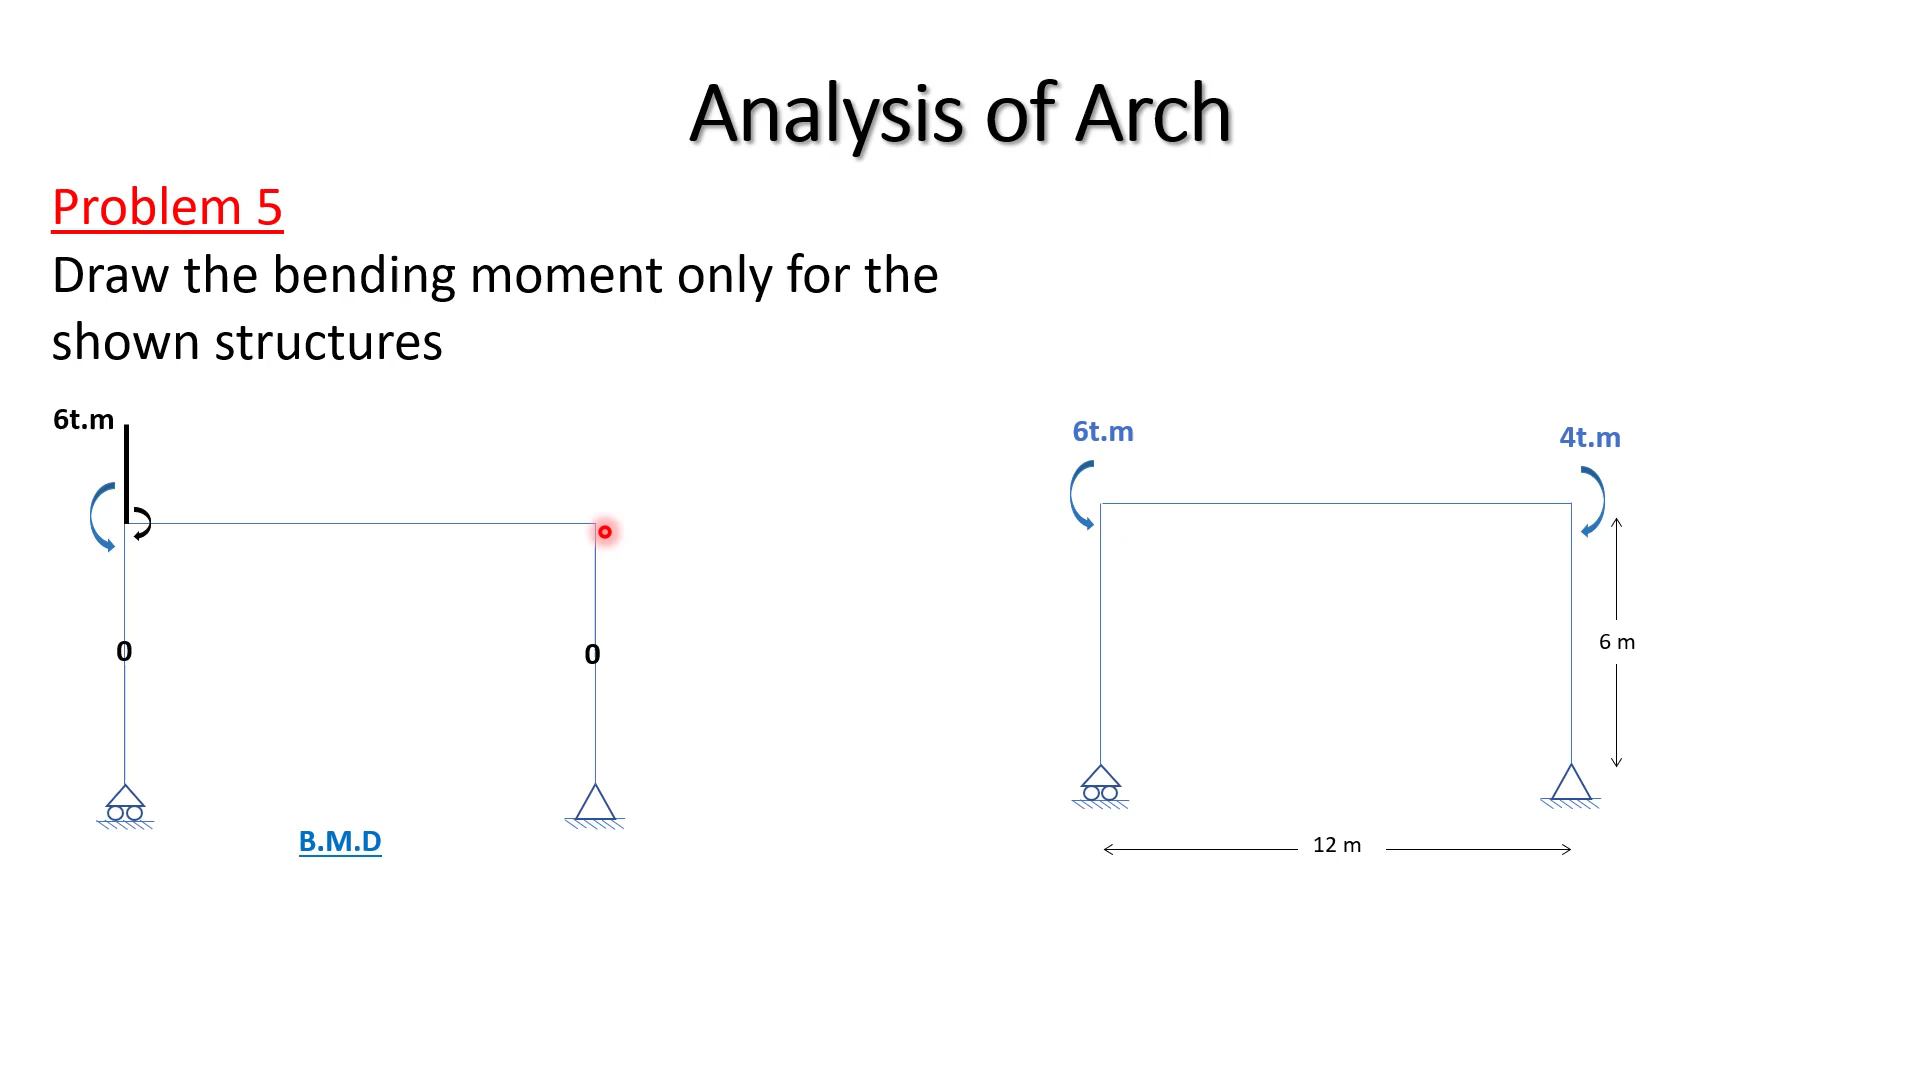 Analysis of Arch
Problem 5
Draw the bending moment only for the
shown structures
6t.m
0
0
B.M.D
6t.m
4t.m
6 m
12 m